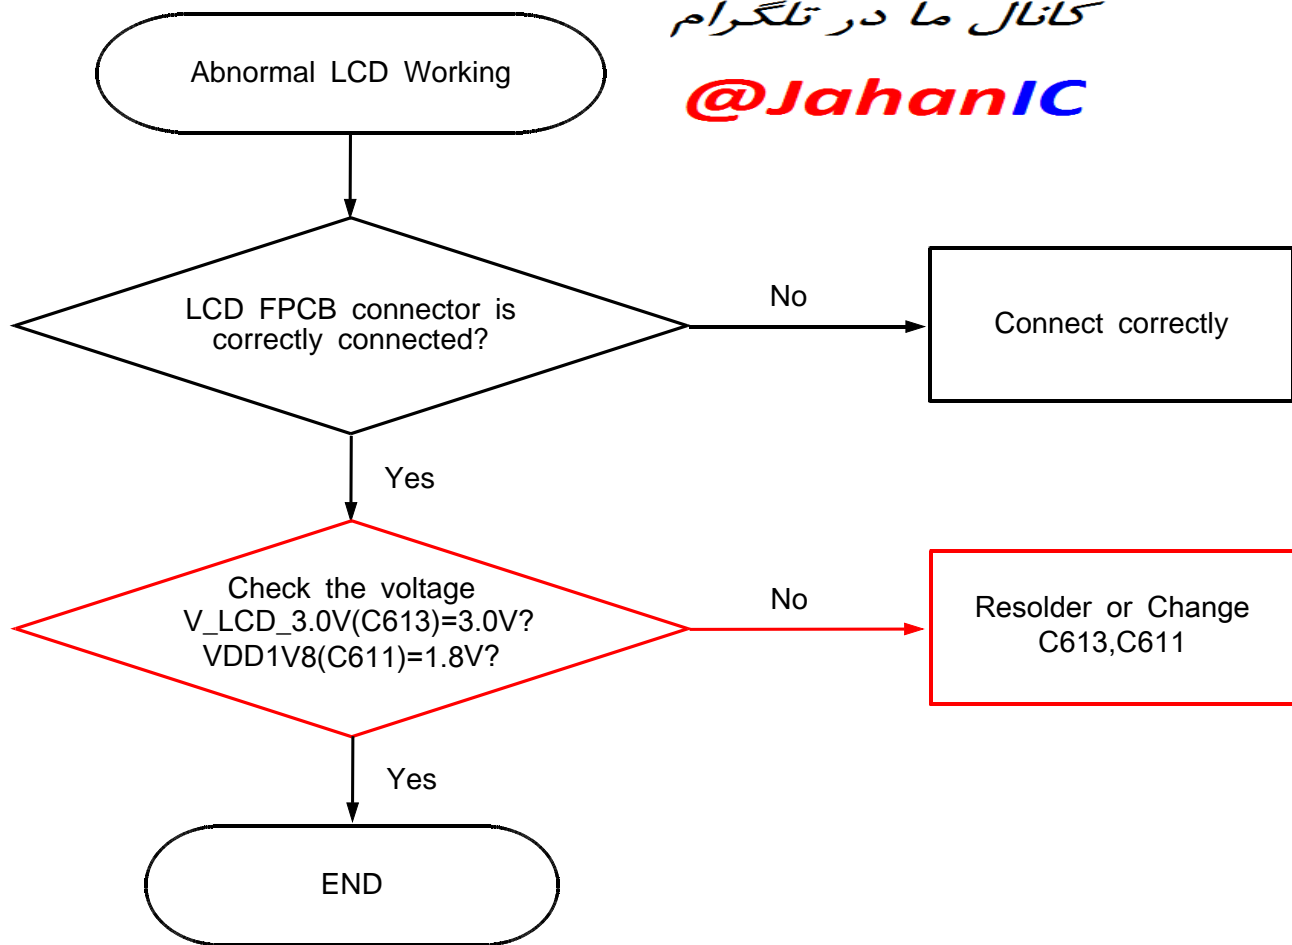 کانال ما در تلگرام
@JahanIC
Abnormal LCD Working
LCD FPCB connector is
correctly connected?
No
Connect correctly
Yes
Check the voltage
V_LCD_3.0V(C613)=3.0V?
VDD1V8(C611)=1.8V?
No
Resolder or Change
C613,C611
Yes
END